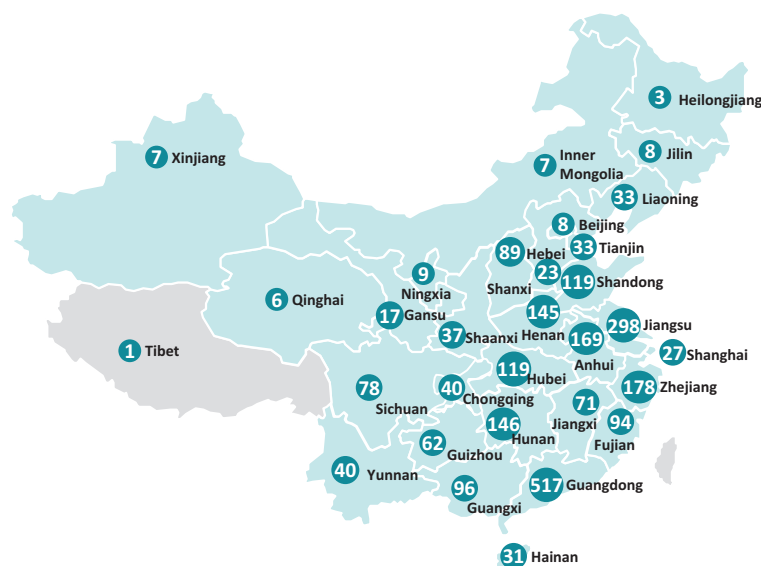 3 Heilongjiang
7 Xinjiang
7 Inner
Mongolia
8 Jilin
33 Liaoning
8 Beijing
89 Hebei
33 Tianjin
9
Ningxia
23
Shanxi
119 Shandong
6 Qinghai
17 Gansu
145
Henan
298 Jiangsu
37 Shaanxi
169
Anhui
27 Shanghai
1 Tibet
119 Hubei
78
Sichuan
40
Chongqing
178 Zhejiang
71
Jiangxi
94
Fujian
146
Hunan
62 Guizhou
40 Yunnan
96
Guangxi
517 Guangdong
31 Hainan